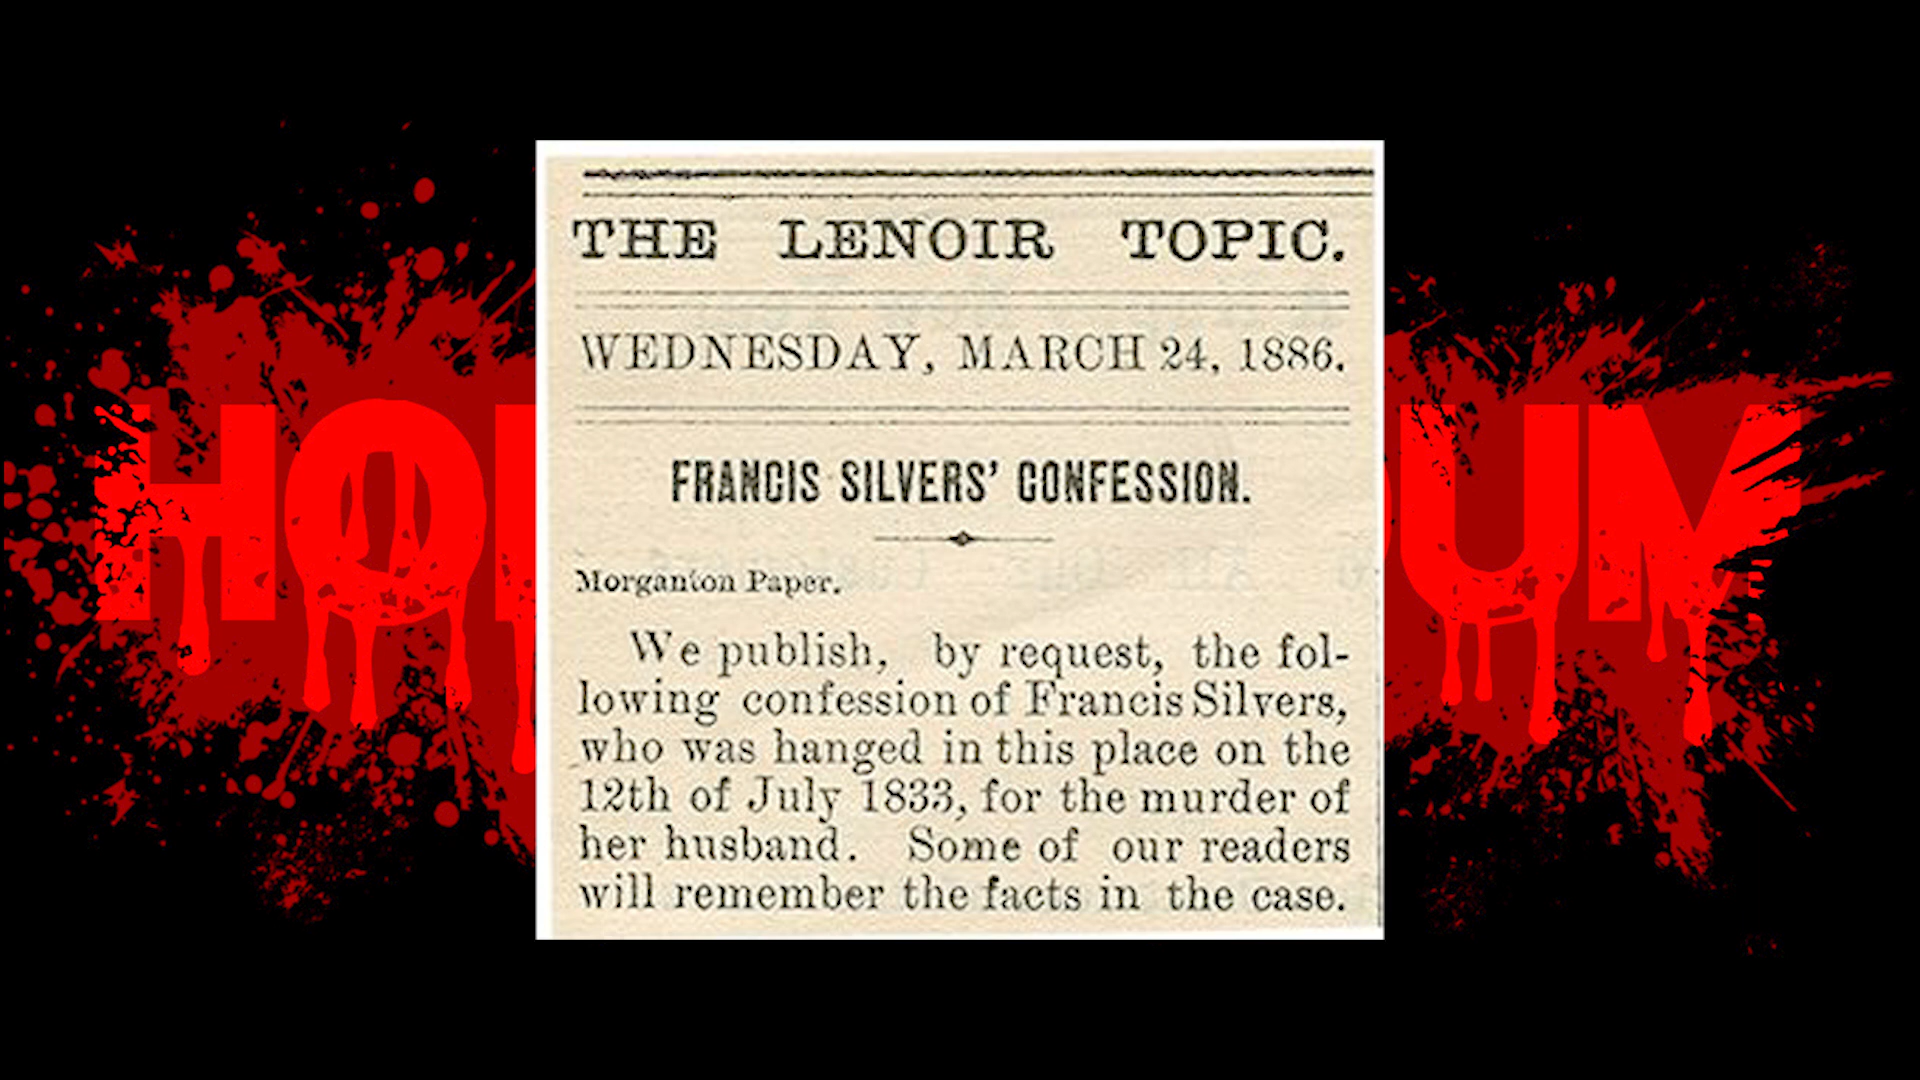 THE LENOIR TOPIC.
WEDNESDAY, MARCH 24, 1886.
FRANCIS SILVERS' CONFESSION.
Morganton Paper.
We publish, by request, the fol-
lowing confession of Francis Silvers,
who was hanged in this place on the
12th of July 1833, for the murder of
her husband. Some of our readers
will remember the facts in the case.